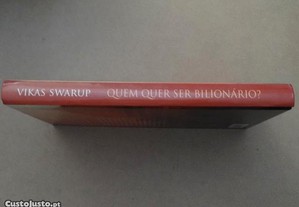 VIKAS SWARUP QUEM QUER SER BILIONÁRIO?
CustoJusto.pt